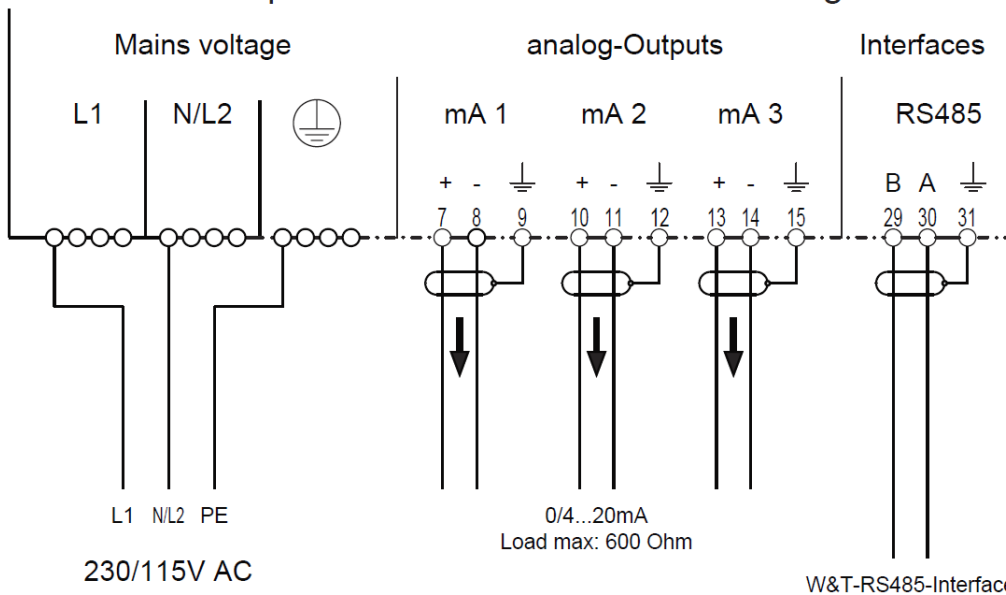 Mains voltage analog-Outputs Interfaces
L1 N/L2 mA 1 mA 2 mA 3 RS485
+ - + - + - B A
7 8 9 10 11 12 13 14 15 29 30 31
L1 N/L2 PE 0/4...20mA
Load max: 600 Ohm
230/115V AC
W&T-RS485-Interface